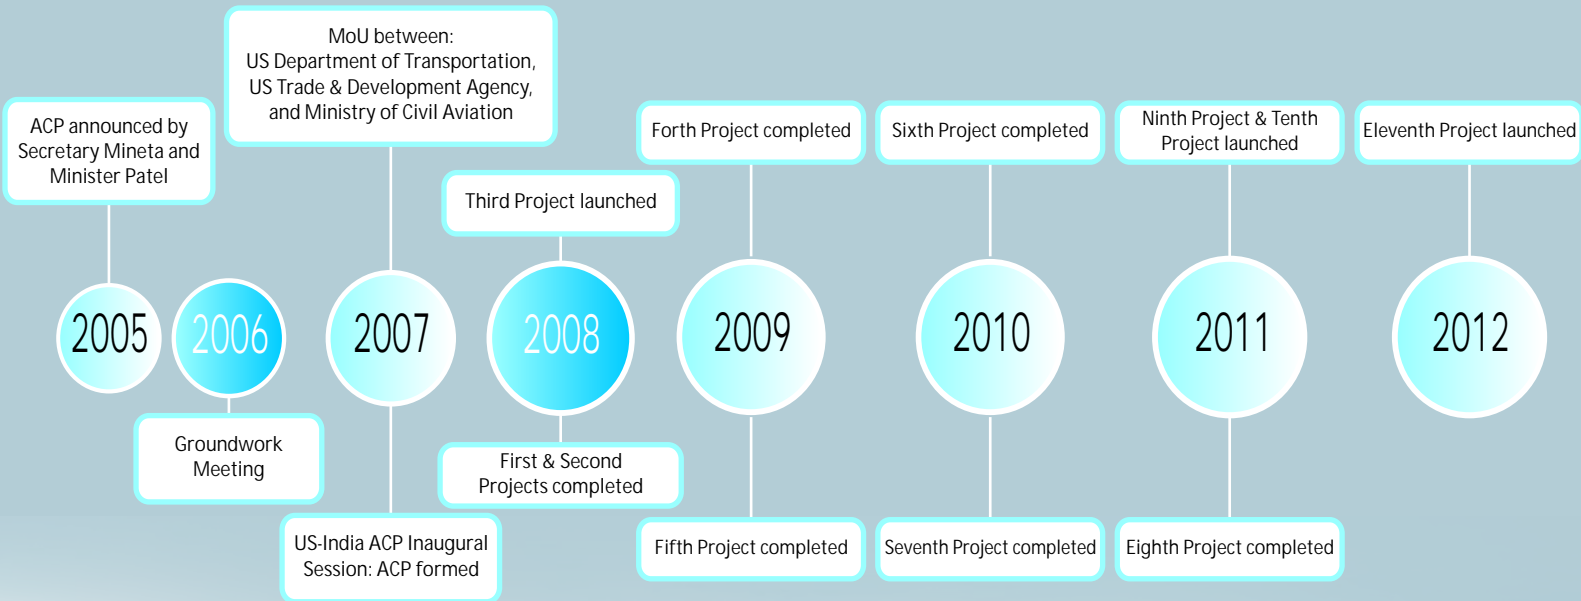 ACP announced by
Secretary Mineta and
Minister Patel
2005
2006
Groundwork
Meeting
MoU between:
US Department of Transportation,
US Trade & Development Agency,
and Ministry of Civil Aviation
2007
US-India ACP Inaugural
Session: ACP formed
Third Project launched
2008
First & Second
Projects completed
Forth Project completed
2009
Fifth Project completed
Sixth Project completed
2010
Seventh Project completed
Ninth Project & Tenth
Project launched
2011
Eighth Project completed
Eleventh Project launched
2012